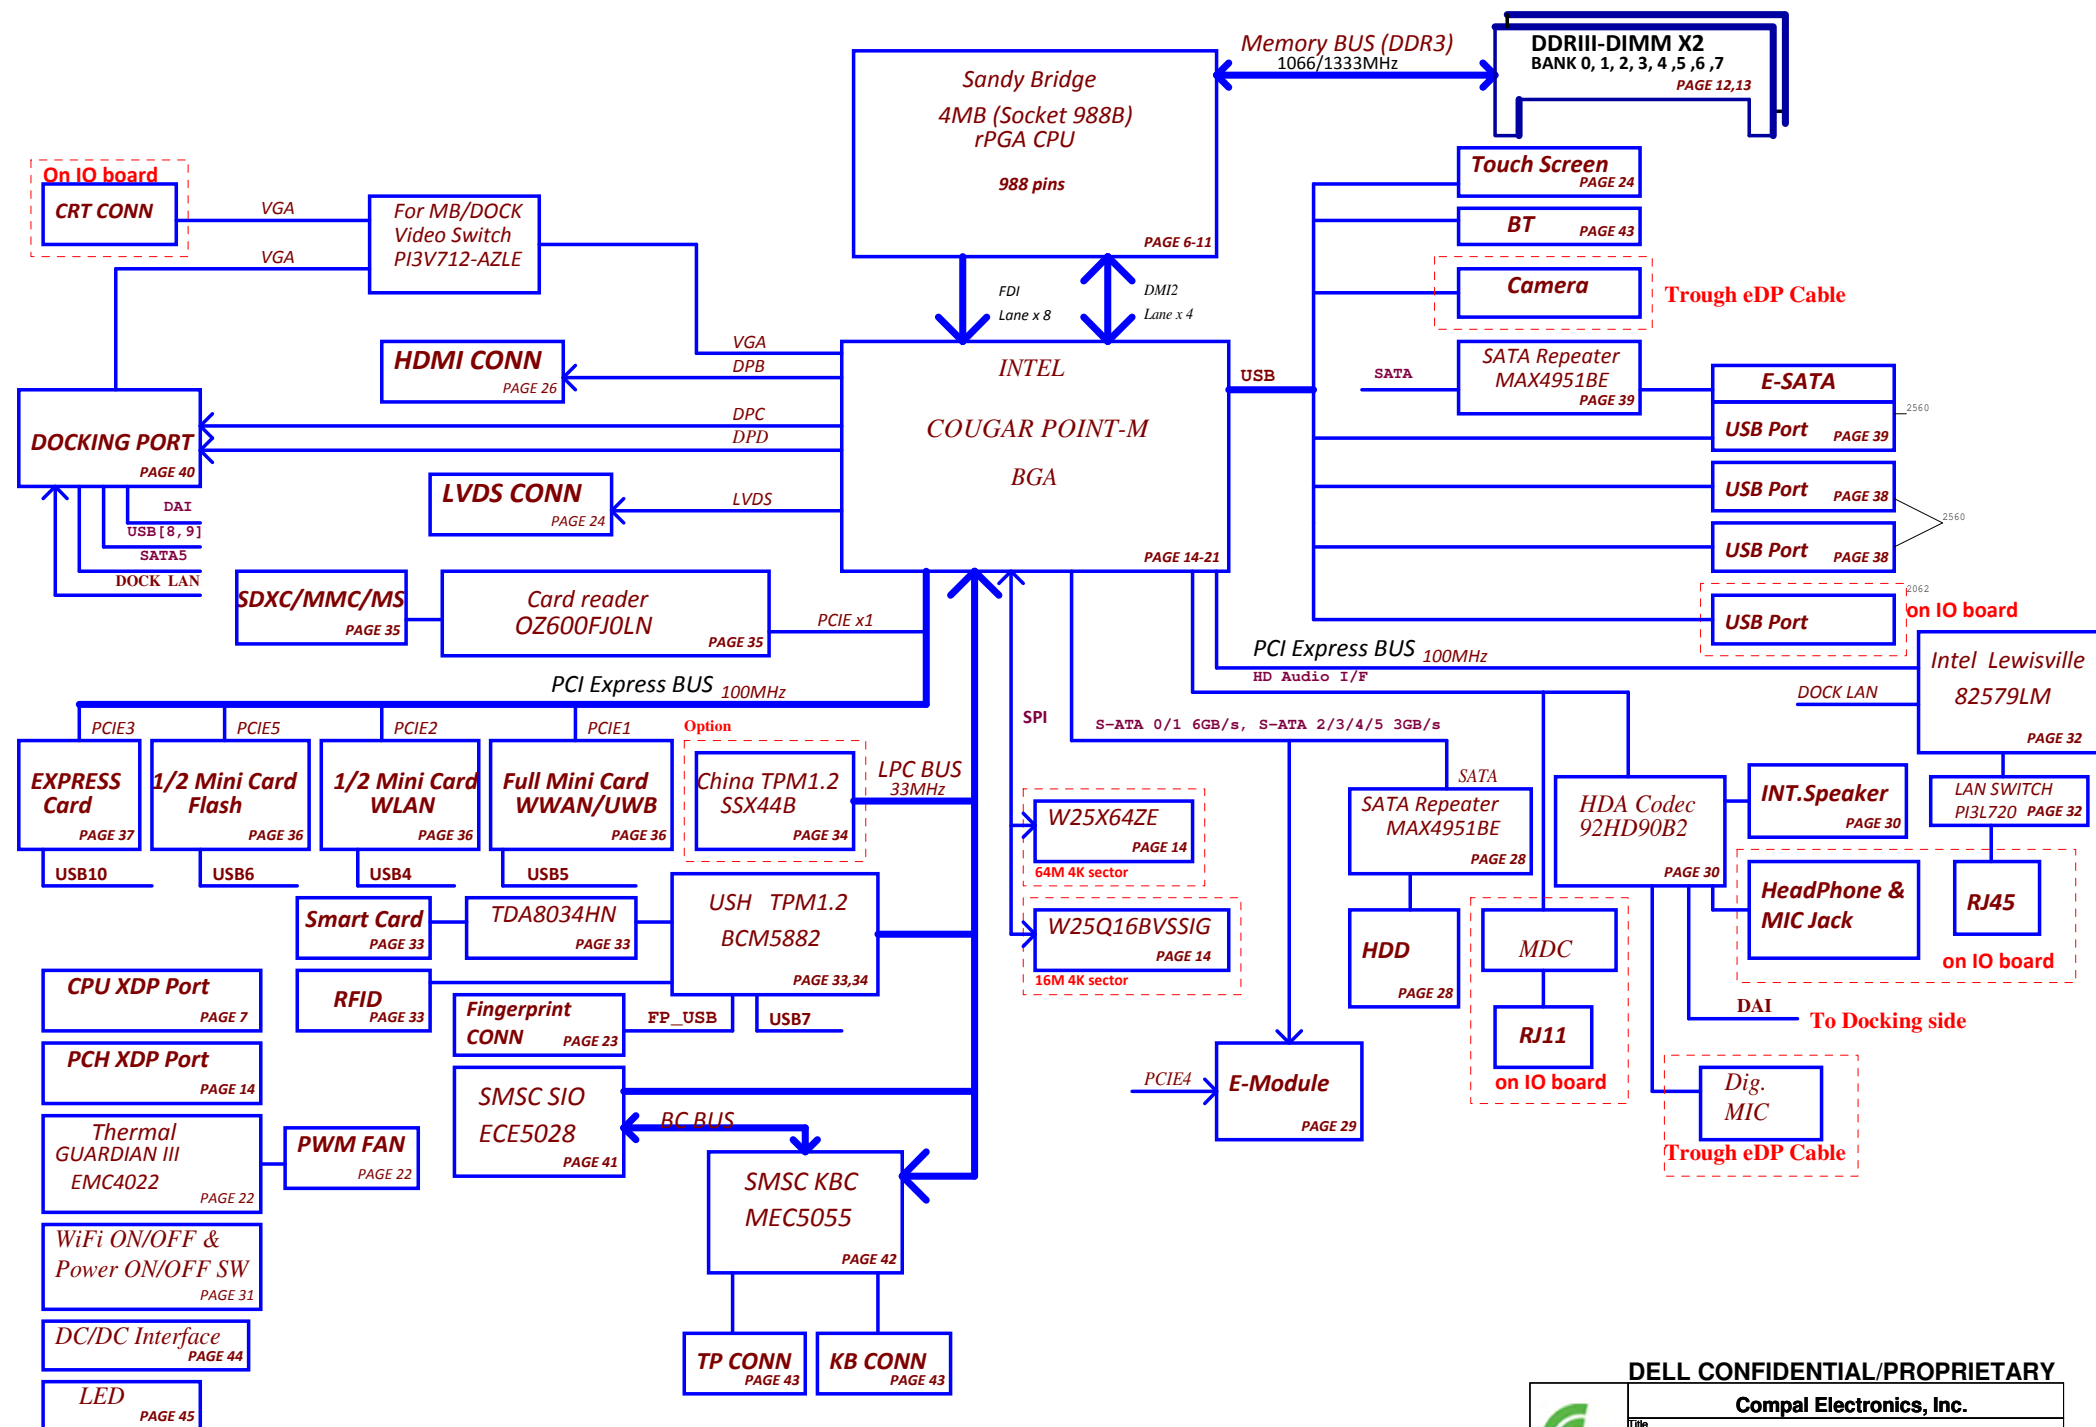 Memory BUS (DDR3)
1066/1333MHz
DDRIII-DIMM X2
BANK 0, 1, 2, 3, 4 ,5 ,6 ,7
PAGE 12,13
Sandy Bridge
4MB (Socket 988B)
rPGA CPU
988 pins
PAGE 6-11
On IO board
CRT CONN
VGA
VGA
For MB/DOCK
Video Switch
PI3V712-AZLE
FDI
Lane x 8
DMI2
Lane x 4
Touch Screen
PAGE 24
BT
PAGE 43
Camera
Trough eDP Cable
VGA
HDMI CONN
PAGE 26
DPB
INTEL
COUGAR POINT-M
BGA
PAGE 14-21
USB
SATA
SATA Repeater
MAX4951BE
PAGE 39
E-SATA
2560
USB Port
PAGE 39
DOCKING PORT
PAGE 40
DPC
DPD
LVDS CONN
PAGE 24
LVDS
USB Port
PAGE 38
2560
USB Port
PAGE 38
DAI
USB[8,9]
SATA5
DOCK LAN
SDXC/MMC/MS
PAGE 35
Card reader
OZ600FJ0LN
PAGE 35
PCIE x1
2062
USB Port
on IO board
PCI Express BUS 100MHz
PCI Express BUS 100MHz
HD Audio I/F
Intel Lewisville
82579LM
PAGE 32
DOCK LAN
PCIE3
PCIE5
PCIE2
PCIE1
Option
SPI
S-ATA 0/1 6GB/s, S-ATA 2/3/4/5 3GB/s
EXPRESS
Card
PAGE 37
1/2 Mini Card
Flash
PAGE 36
1/2 Mini Card
WLAN
PAGE 36
Full Mini Card
WWAN/UWB
PAGE 36
China TPM1.2
SSX44B
PAGE 34
LPC BUS
33MHz
W25X64ZE
PAGE 14
64M 4K sector
SATA
SATA Repeater
MAX4951BE
PAGE 28
HDA Codec
92HD90B2
PAGE 30
INT.Speaker
PAGE 30
LAN SWITCH
PI3L720 PAGE 32
USB10
USB6
USB4
USB5
Smart Card
PAGE 33
TDA8034HN
PAGE 33
USH TPM1.2
BCM5882
PAGE 33,34
W25Q16BVSSIG
PAGE 14
16M 4K sector
HDD
PAGE 28
MDC
HeadPhone &
MIC Jack
RJ45
on IO board
CPU XDP Port
PAGE 7
RFID
PAGE 33
Fingerprint
CONN
PAGE 23
FP_USB
USB7
RJ11
on IO board
DAI
To Docking side
PCH XDP Port
PAGE 14
SMSC SIO
ECE5028
PAGE 41
BC BUS
PCIE4
E-Module
PAGE 29
Dig.
MIC
Trough eDP Cable
Thermal
GUARDIAN III
EMC4022
PAGE 22
PWM FAN
PAGE 22
SMSC KBC
MEC5055
PAGE 42
WiFi ON/OFF &
Power ON/OFF SW
PAGE 31
DC/DC Interface
PAGE 44
TP CONN
PAGE 43
KB CONN
PAGE 43
LED
PAGE 45
DELL CONFIDENTIAL/PROPRIETARY
Compal Electronics, Inc.
Title